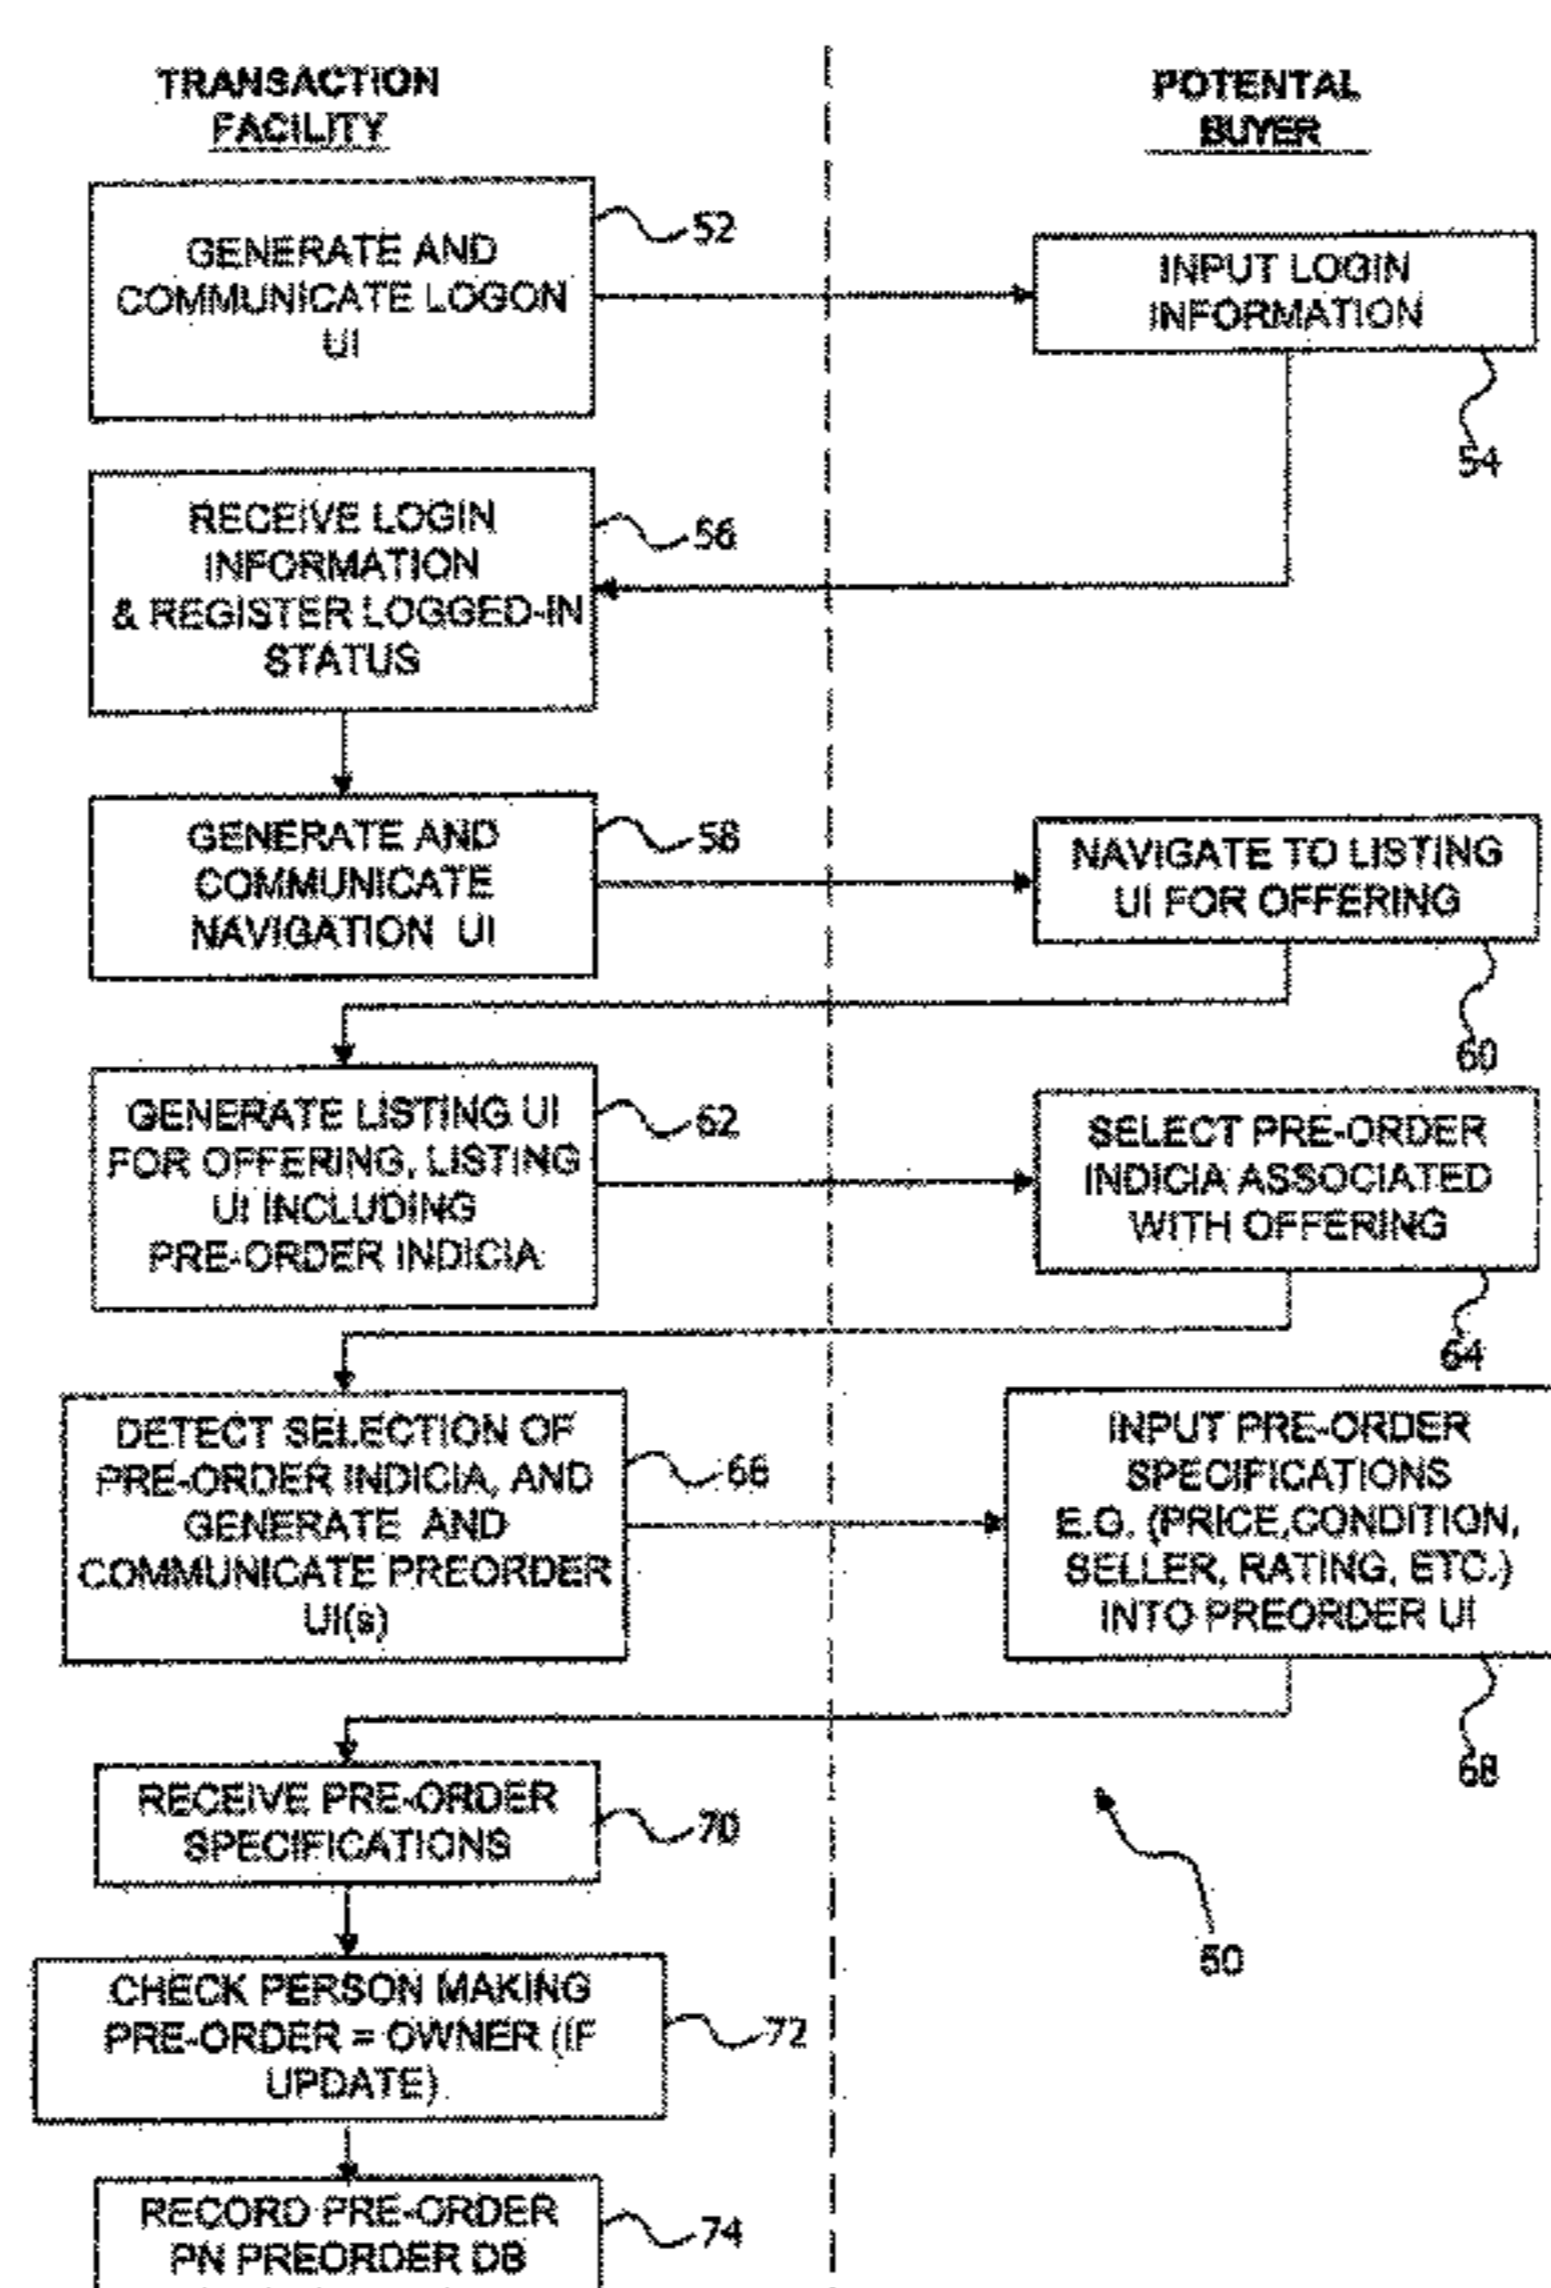 TRANSACTION
FACILITY
POTENTAL
BUYER
GENERATE AND
COMMUNICATE LOGON
UI
52
INPUT LOGIN
INFORMATION
54
RECEIVE LOGIN
INFORMATION
& REGISTER LOGGED-IN
STATUS
56
GENERATE AND
COMMUNICATE
NAVIGATION UI
58
NAVIGATE TO LISTING
UI FOR OFFERING
60
GENERATE LISTING UI
FOR OFFERING, LISTING
UI INCLUDING
PRE-ORDER INDICIA
62
SELECT PRE-ORDER
INDICIA ASSOCIATED
WITH OFFERING
64
DETECT SELECTION OF
PRE-ORDER INDICIA, AND
GENERATE AND
COMMUNICATE PREORDER
UI(s)
66
INPUT PRE-ORDER
SPECIFICATIONS
E.G. (PRICE,CONDITION,
SELLER, RATING, ETC.)
INTO PREORDER UI
68
RECEIVE PRE-ORDER
SPECIFICATIONS
70
50
CHECK PERSON MAKING
PRE-ORDER = OWNER (IF
UPDATE)
72
RECORD PRE-ORDER
PN PREORDER DB
74